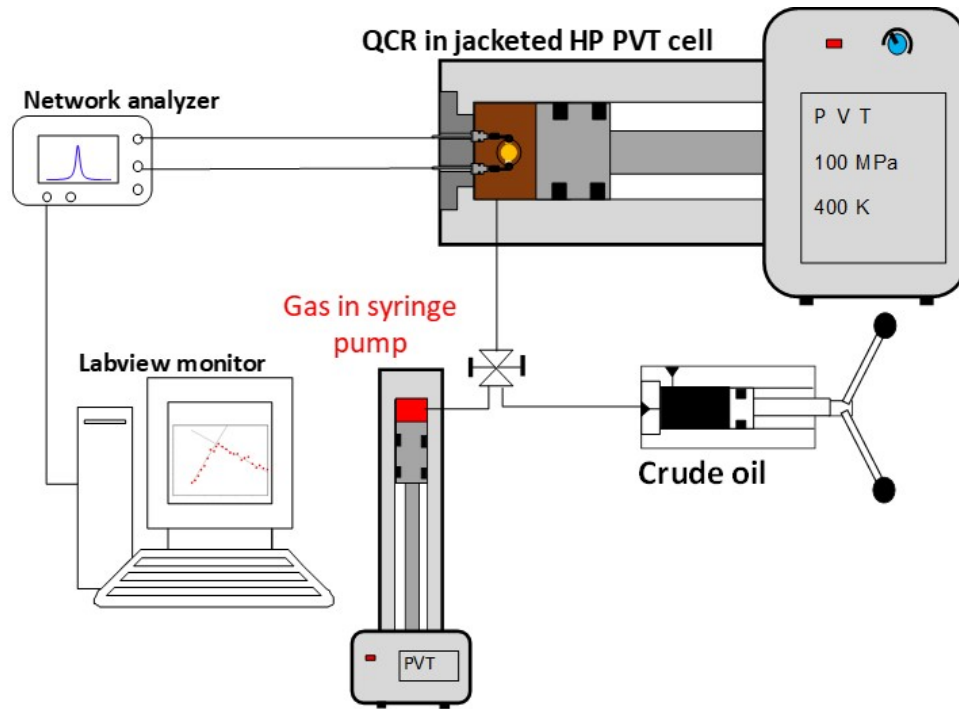 QCR in jacketed HP PVT cell
Network analyzer
P V T
100 MPa
400 K
Gas in syringe
pump
Labview monitor
Crude oil
PVT